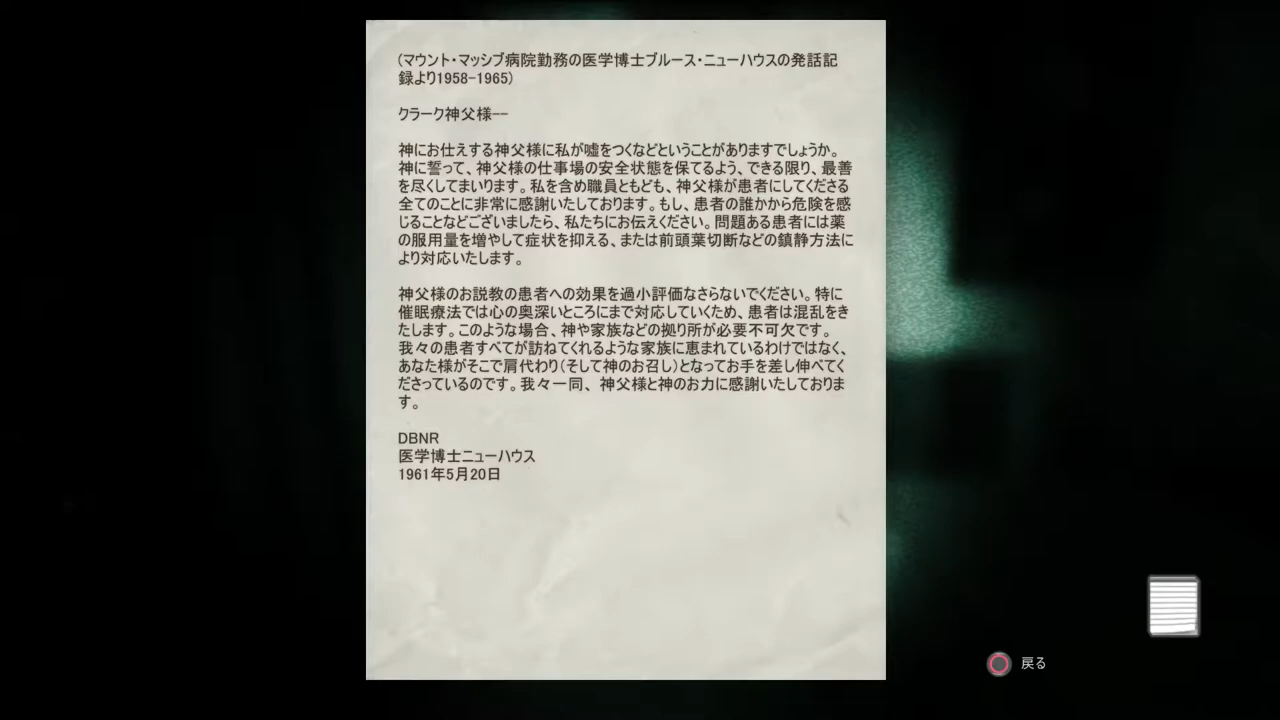 (マウント・マッシブ病院勤務の医学博士ブルース・ニューハウスの発話記
録より1958-1965)
クラーク神父様--
神にお仕えする神父様に私が嘘をつくなどということがありますでしょうか。
神に誓って、神父様の仕事場の安全状態を保てるよう、できる限り、最善
を尽くしてまいります。私を含め職員ともども、神父様が患者にしてくださる
全てのことに非常に感謝いたしております。もし、患者の誰かから危険を感
じることなどございましたら、私たちにお伝えください。問題ある患者には薬
の服用量を増やして症状を抑える、または前頭葉切断などの鎮静方法に
より対応いたします。
神父様のお説教の患者への効果を過小評価なさらないでください。特に
催眠療法では心の奥深いところにまで対応していくため、患者は混乱をき
たします。このような場合、神や家族などの拠り所が必要不可欠です。
我々の患者すべてが訪ねてくれるような家族に恵まれているわけではなく、
あなた様がそこで肩代わり(そして神のお召し)となってお手を差し伸べてく
ださっているのです。我々一同、神父様と神のお力に感謝いたしておりま
す。
DBNR
医学博士ニューハウス
1961年5月20日
戻る